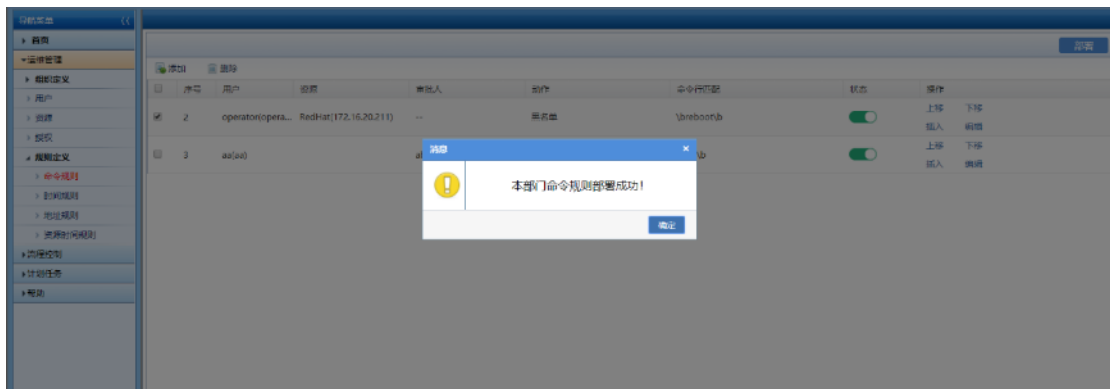 导航菜单
首页
部署
运维管理
添加 删除
组织定义
序号 用户 资源 审批人 动作 命令行匹配 状态 操作
用户
资源
2 operator(opera... RedHat(172.16.20.211) -- 黑名单 \breboot\b 上移 下移
插入 编辑
授权
规则定义
3 aa(aa) \b 上移 下移
插入 编辑
消息
本部门命令规则部署成功！
确定
命令规则
时间规则
地址规则
资源时间规则
流程控制
计划任务
帮助